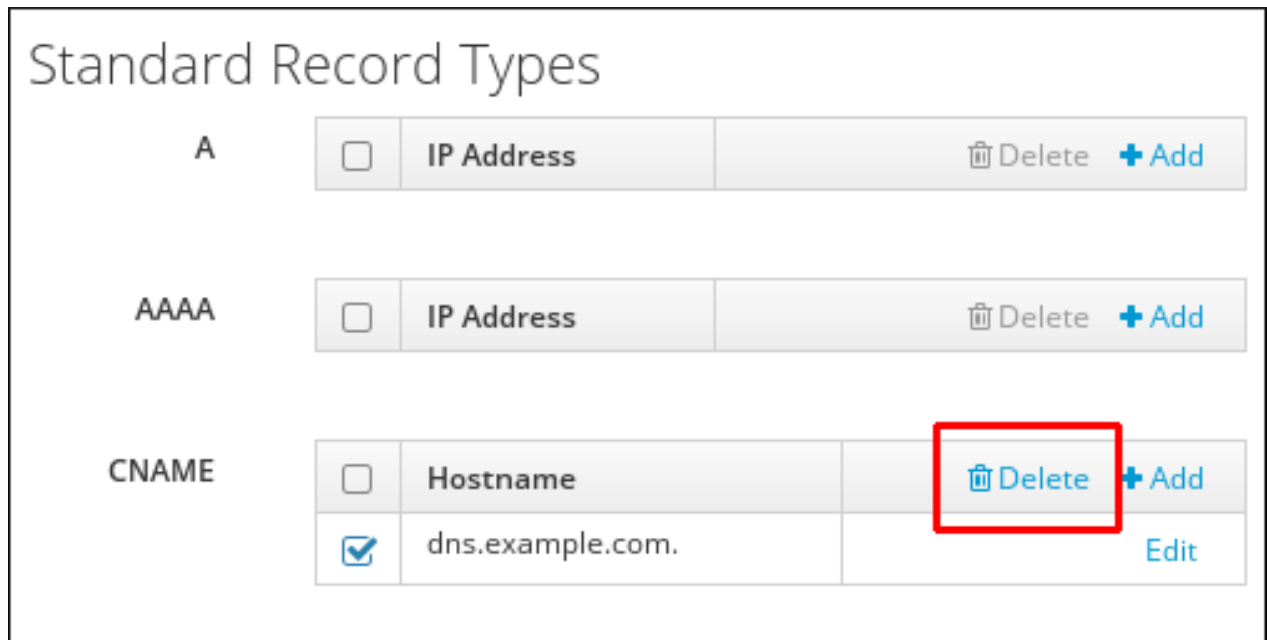 Standard Record Types
A IP Address Delete Add
AAAA IP Address Delete Add
CNAME Hostname Delete Add
dns.example.com. Edit